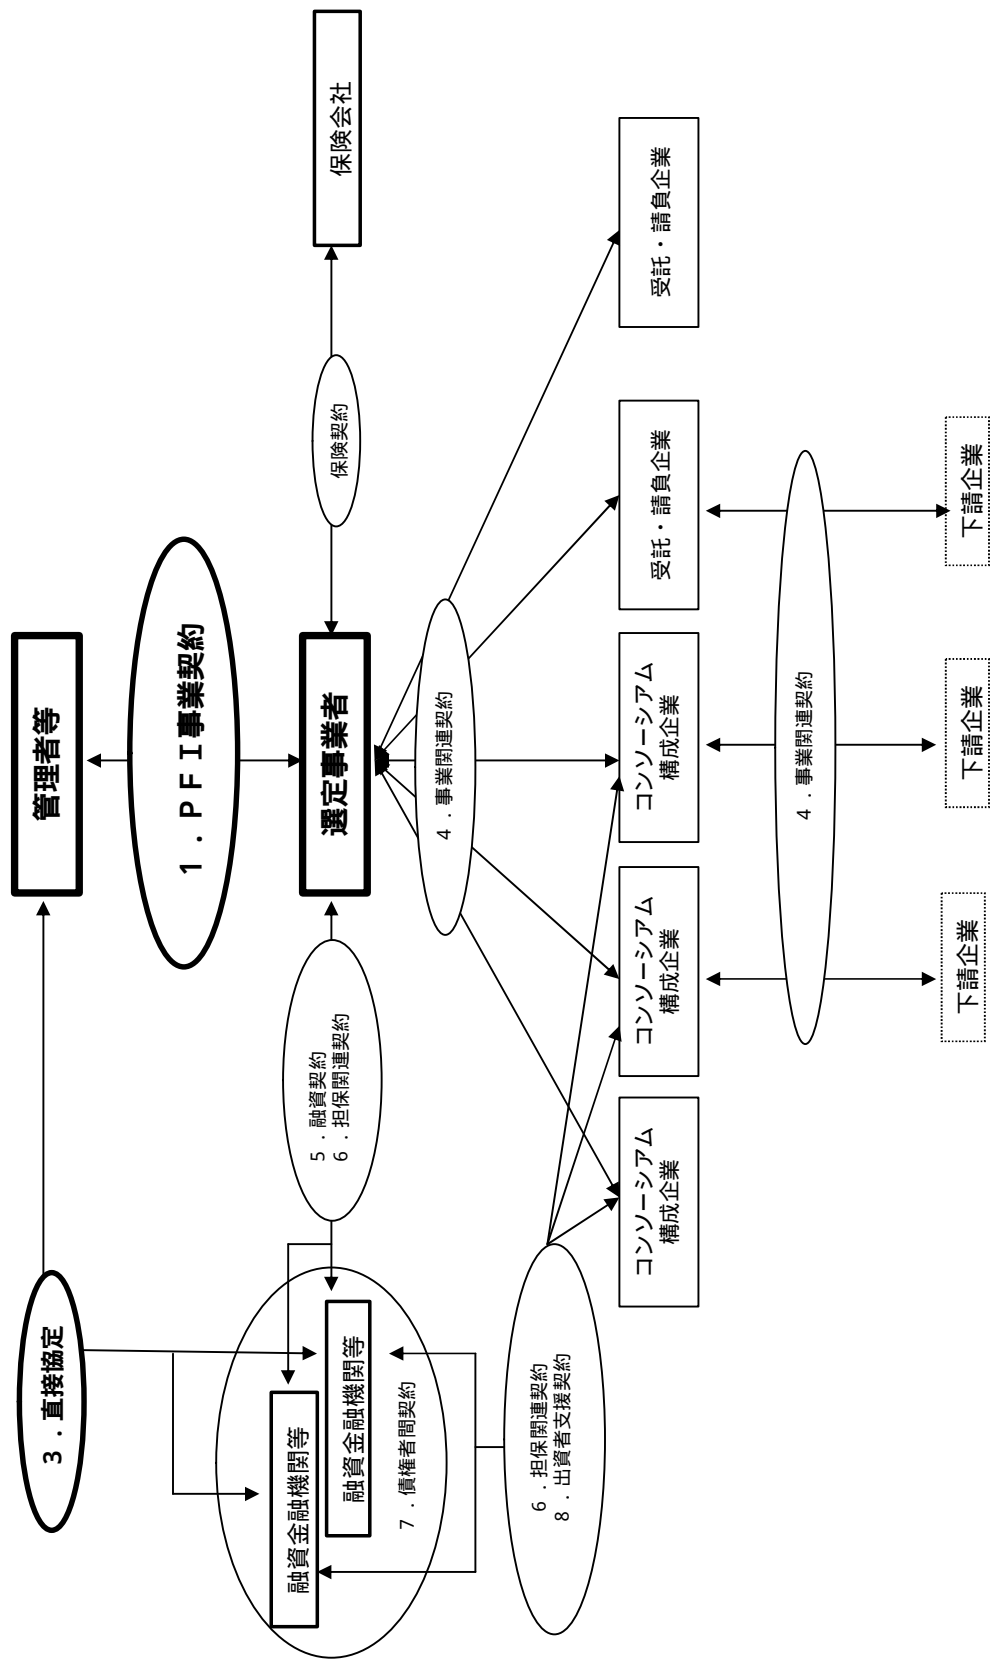 管理者等
３．直接協定
１．ＰＦＩ事業契約
融資金融機関等
融資金融機関等
７．債権者間契約
５．融資契約
６．担保関連契約
選定事業者
保険契約
保険会社
４．事業関連契約
６．担保関連契約
８．出資者支援契約
コンソーシアム
構成企業
コンソーシアム
構成企業
コンソーシアム
構成企業
受託・請負企業
受託・請負企業
４．事業関連契約
下請企業
下請企業
下請企業